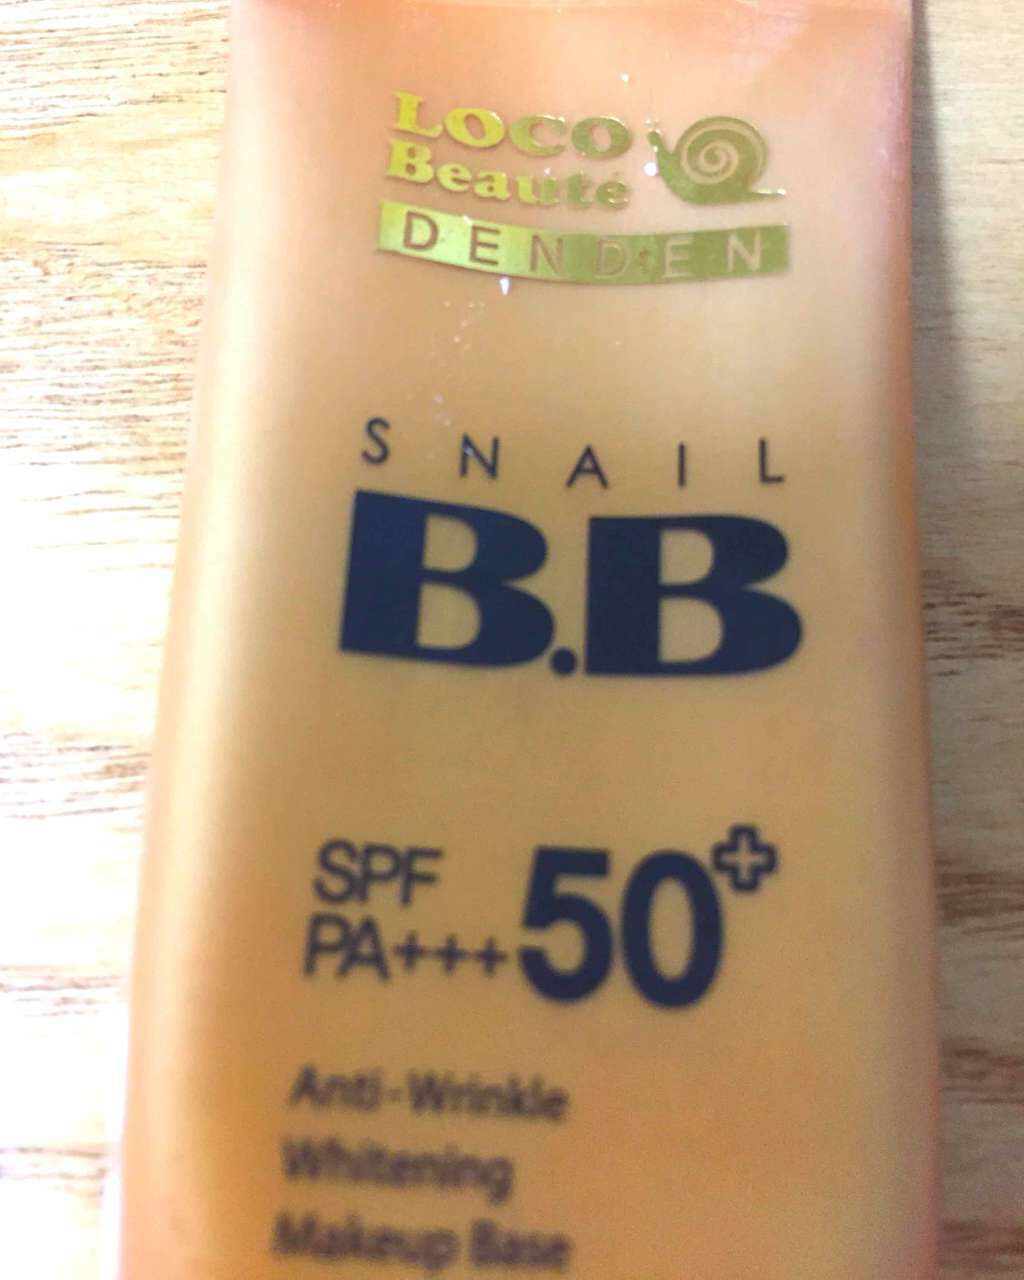 LOCO
Beauté
DENDEN
SNAIL
B.B
SPF
PA+++ 50+
Anti-Wrinkle
Whitening
Makeup Base